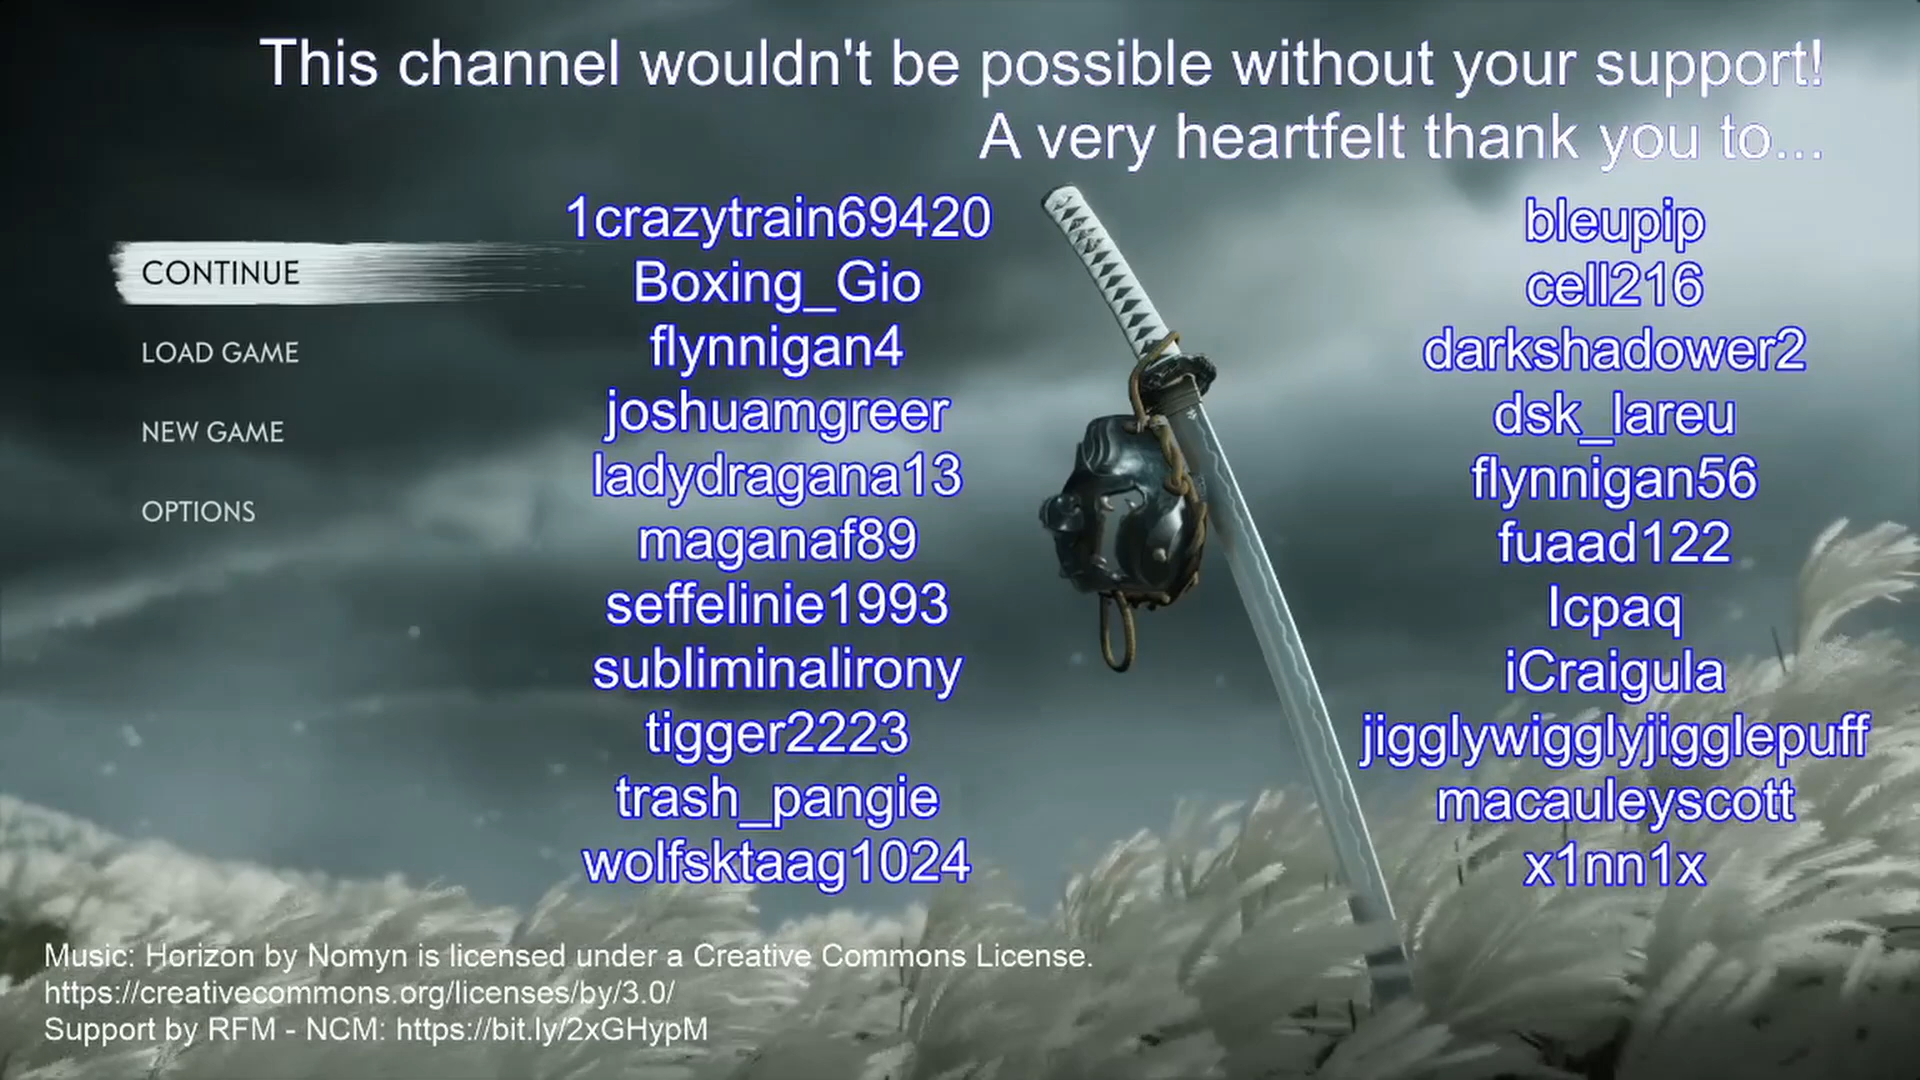 This channel wouldn't be possible without your support!
A very heartfelt thank you to...
CONTINUE
LOAD GAME
NEW GAME
OPTIONS
1crazytrain69420
Boxing_Gio
flynnigan4
joshuamgreer
ladydragana13
maganaf89
seffelinie1993
subliminalirony
tigger2223
trash_pangie
wolfsktaag1024
bleupip
cell216
darkshadower2
dsk_lareu
flynnigan56
fuaad122
Icpaq
iCraigula
jigglywigglyjigglepuff
macauleyscott
x1nn1x
Music: Horizon by Nomyn is licensed under a Creative Commons License.
https://creativecommons.org/licenses/by/3.0/
Support by RFM - NCM: https://bit.ly/2xGHypM